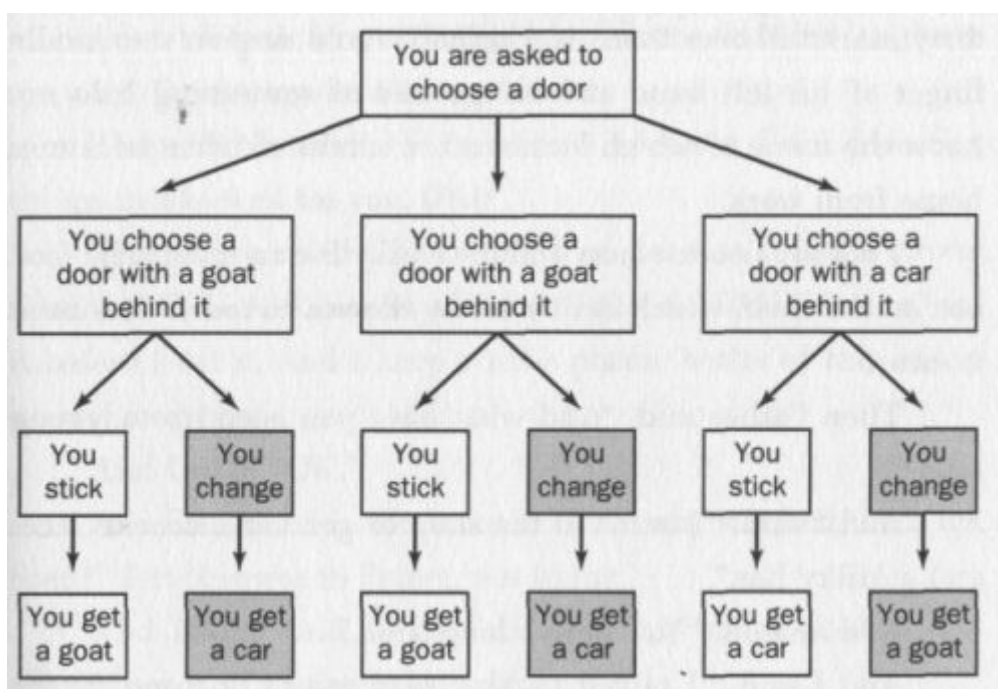 You are asked to
choose a door
You choose a
door with a goat
behind it
You choose a
door with a goat
behind it
You choose a
door with a car
behind it
You
stick
You
change
You
stick
You
change
You
stick
You
change
You get
a goat
You get
a car
You get
a goat
You get
a car
You get
a car
You get
a goat